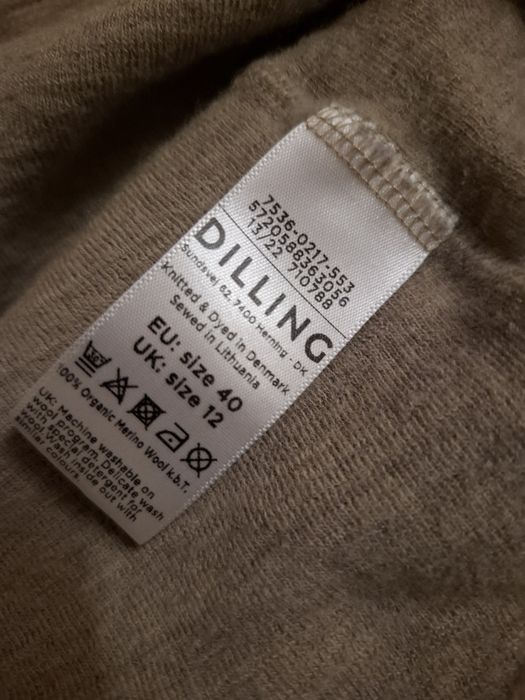 7536-0217-553
5720588363056
13/22 710788
DILLING
Sundsvej 62, 7400 Herning - DK
Knitted & Dyed in Denmark
Sewed in Lithuania
EU: size 40
UK: size 12
100% Organic Merino Wool k.b.T.
UK: Machine washable on
wool program. Delicate wash
with special detergent for
wool. Wash inside out with
similar colours.